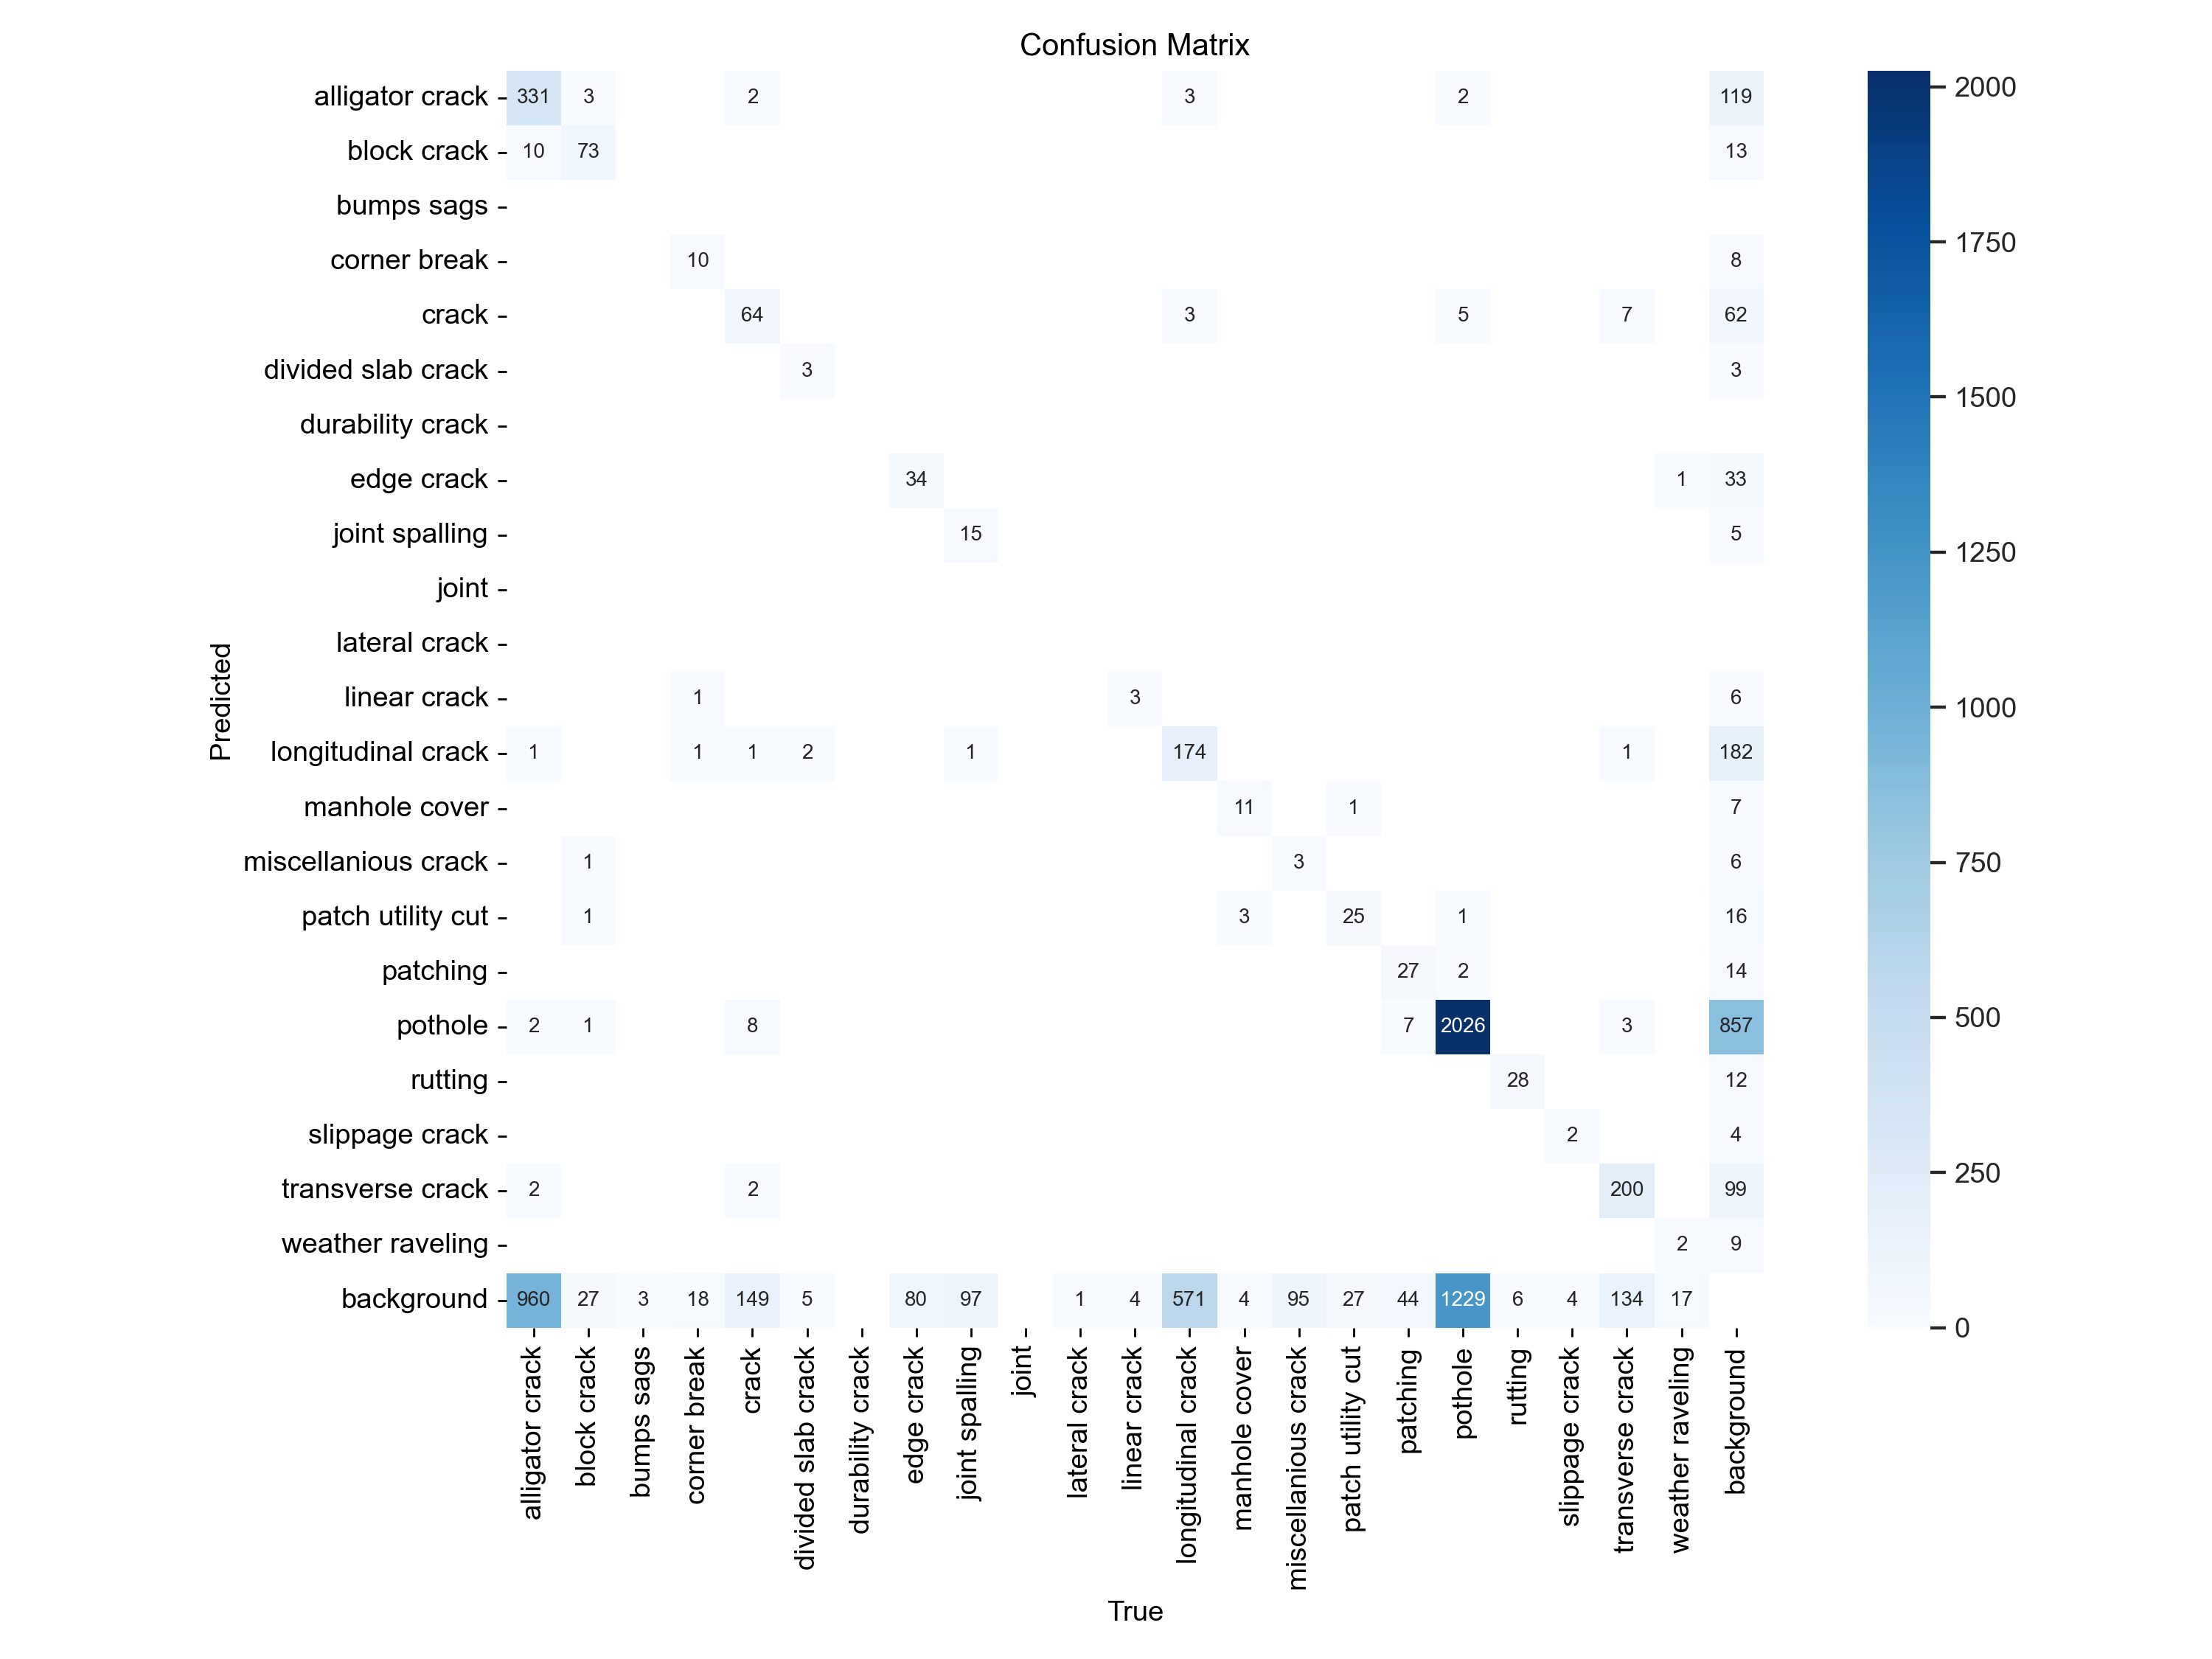 Confusion Matrix
alligator crack 331 3 2 3 2 119
block crack 10 73 13
bumps sags
corner break 10 8
crack 64 3 5 7 62
divided slab crack 3 3
durability crack
edge crack 34 1 33
joint spalling 15 5
joint
lateral crack
linear crack 1 3 6
longitudinal crack 1 1 1 2 1 174 1 182
manhole cover 11 1 7
miscellanious crack 1 3 6
patch utility cut 1 3 25 1 16
patching 27 2 14
pothole 2 1 8 7 2026 3 857
rutting 28 12
slippage crack 2 4
transverse crack 2 2 200 99
weather raveling 2 9
background 960 27 3 18 149 5 80 97 1 4 571 4 95 27 44 1229 6 4 134 17
Predicted
alligator crack
block crack
bumps sags
corner break
crack
divided slab crack
durability crack
edge crack
joint spalling
joint
lateral crack
linear crack
longitudinal crack
manhole cover
miscellanious crack
patch utility cut
patching
pothole
rutting
slippage crack
transverse crack
weather raveling
background
True
2000
1750
1500
1250
1000
750
500
250
0